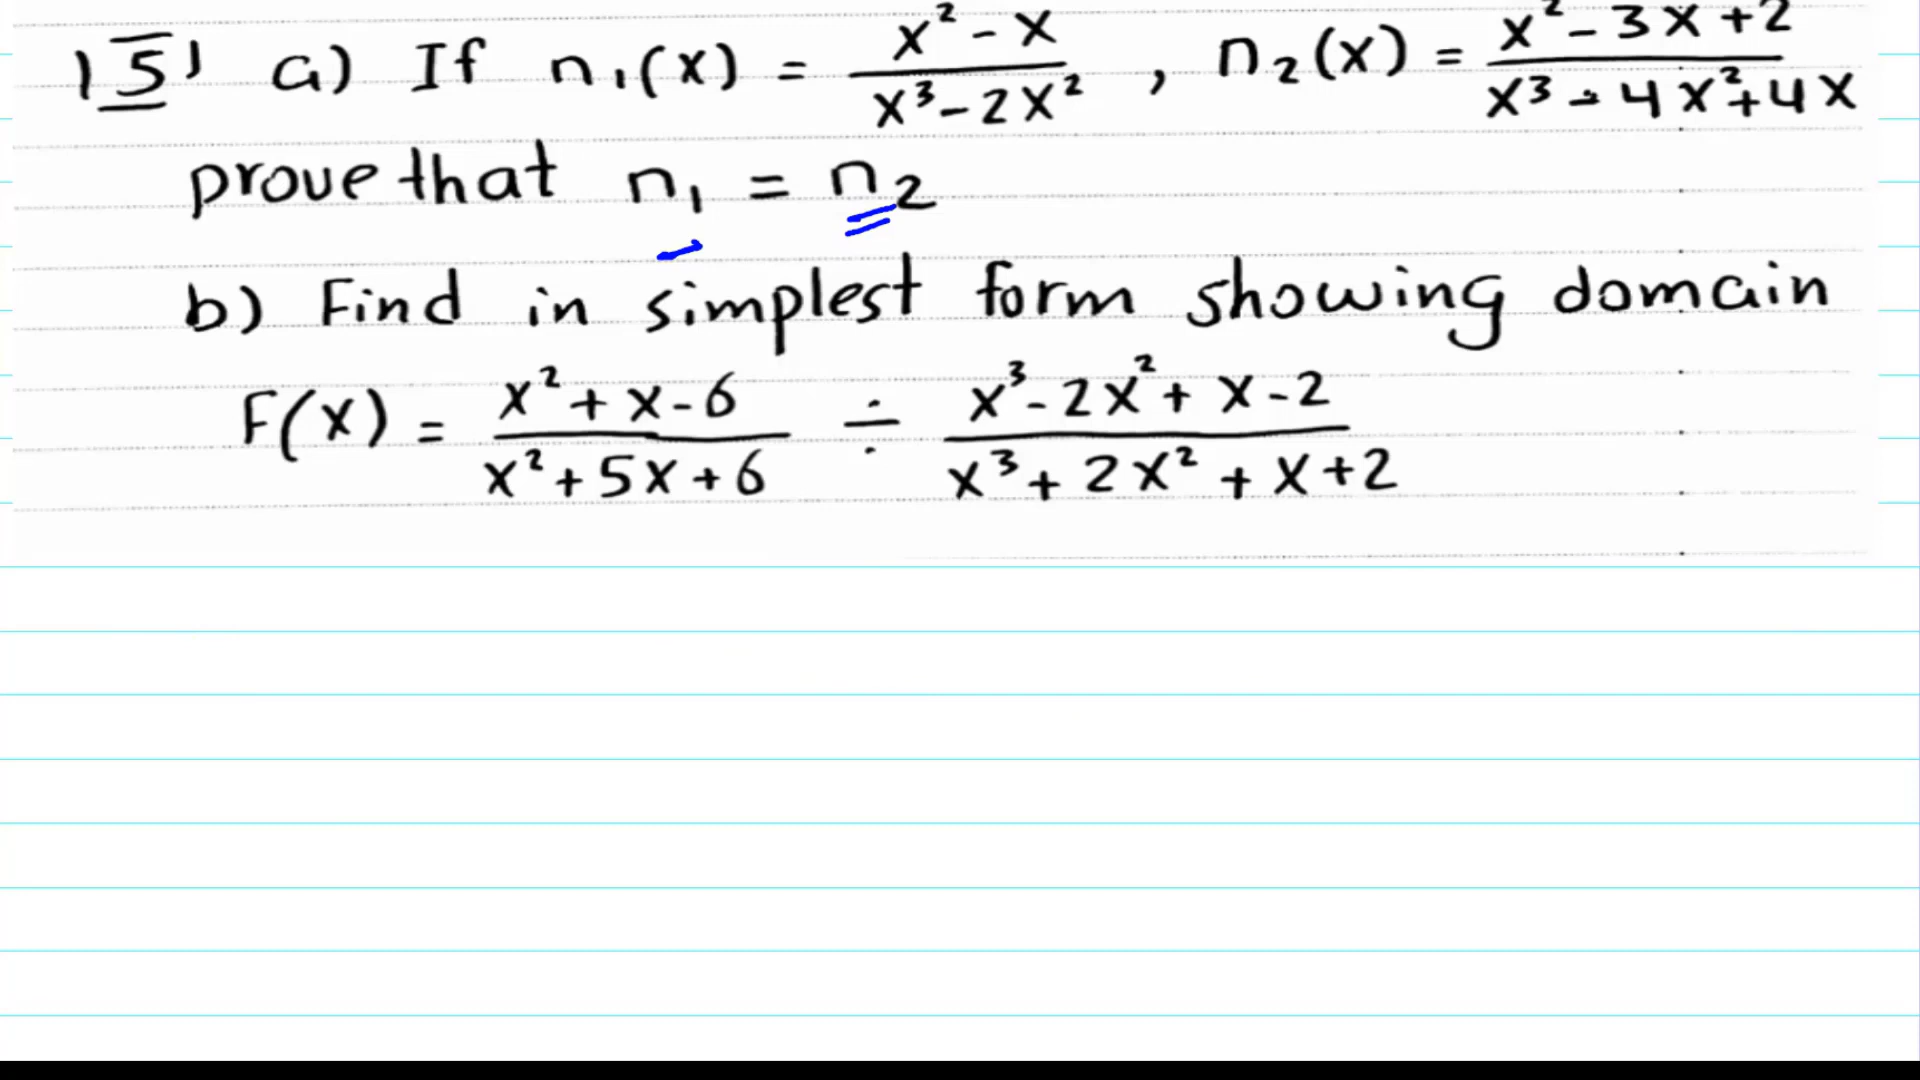 15 a) If n₁(x) = (x² - x)/(x³ - 2x²) , n₂(x) = (x² - 3x + 2)/(x³ - 4x² + 4x)
prove that n₁ = n₂
b) Find in simplest form showing domain
F(x) = (x² + x - 6)/(x² + 5x + 6) ÷ (x³ - 2x² + x - 2)/(x³ + 2x² + x + 2)